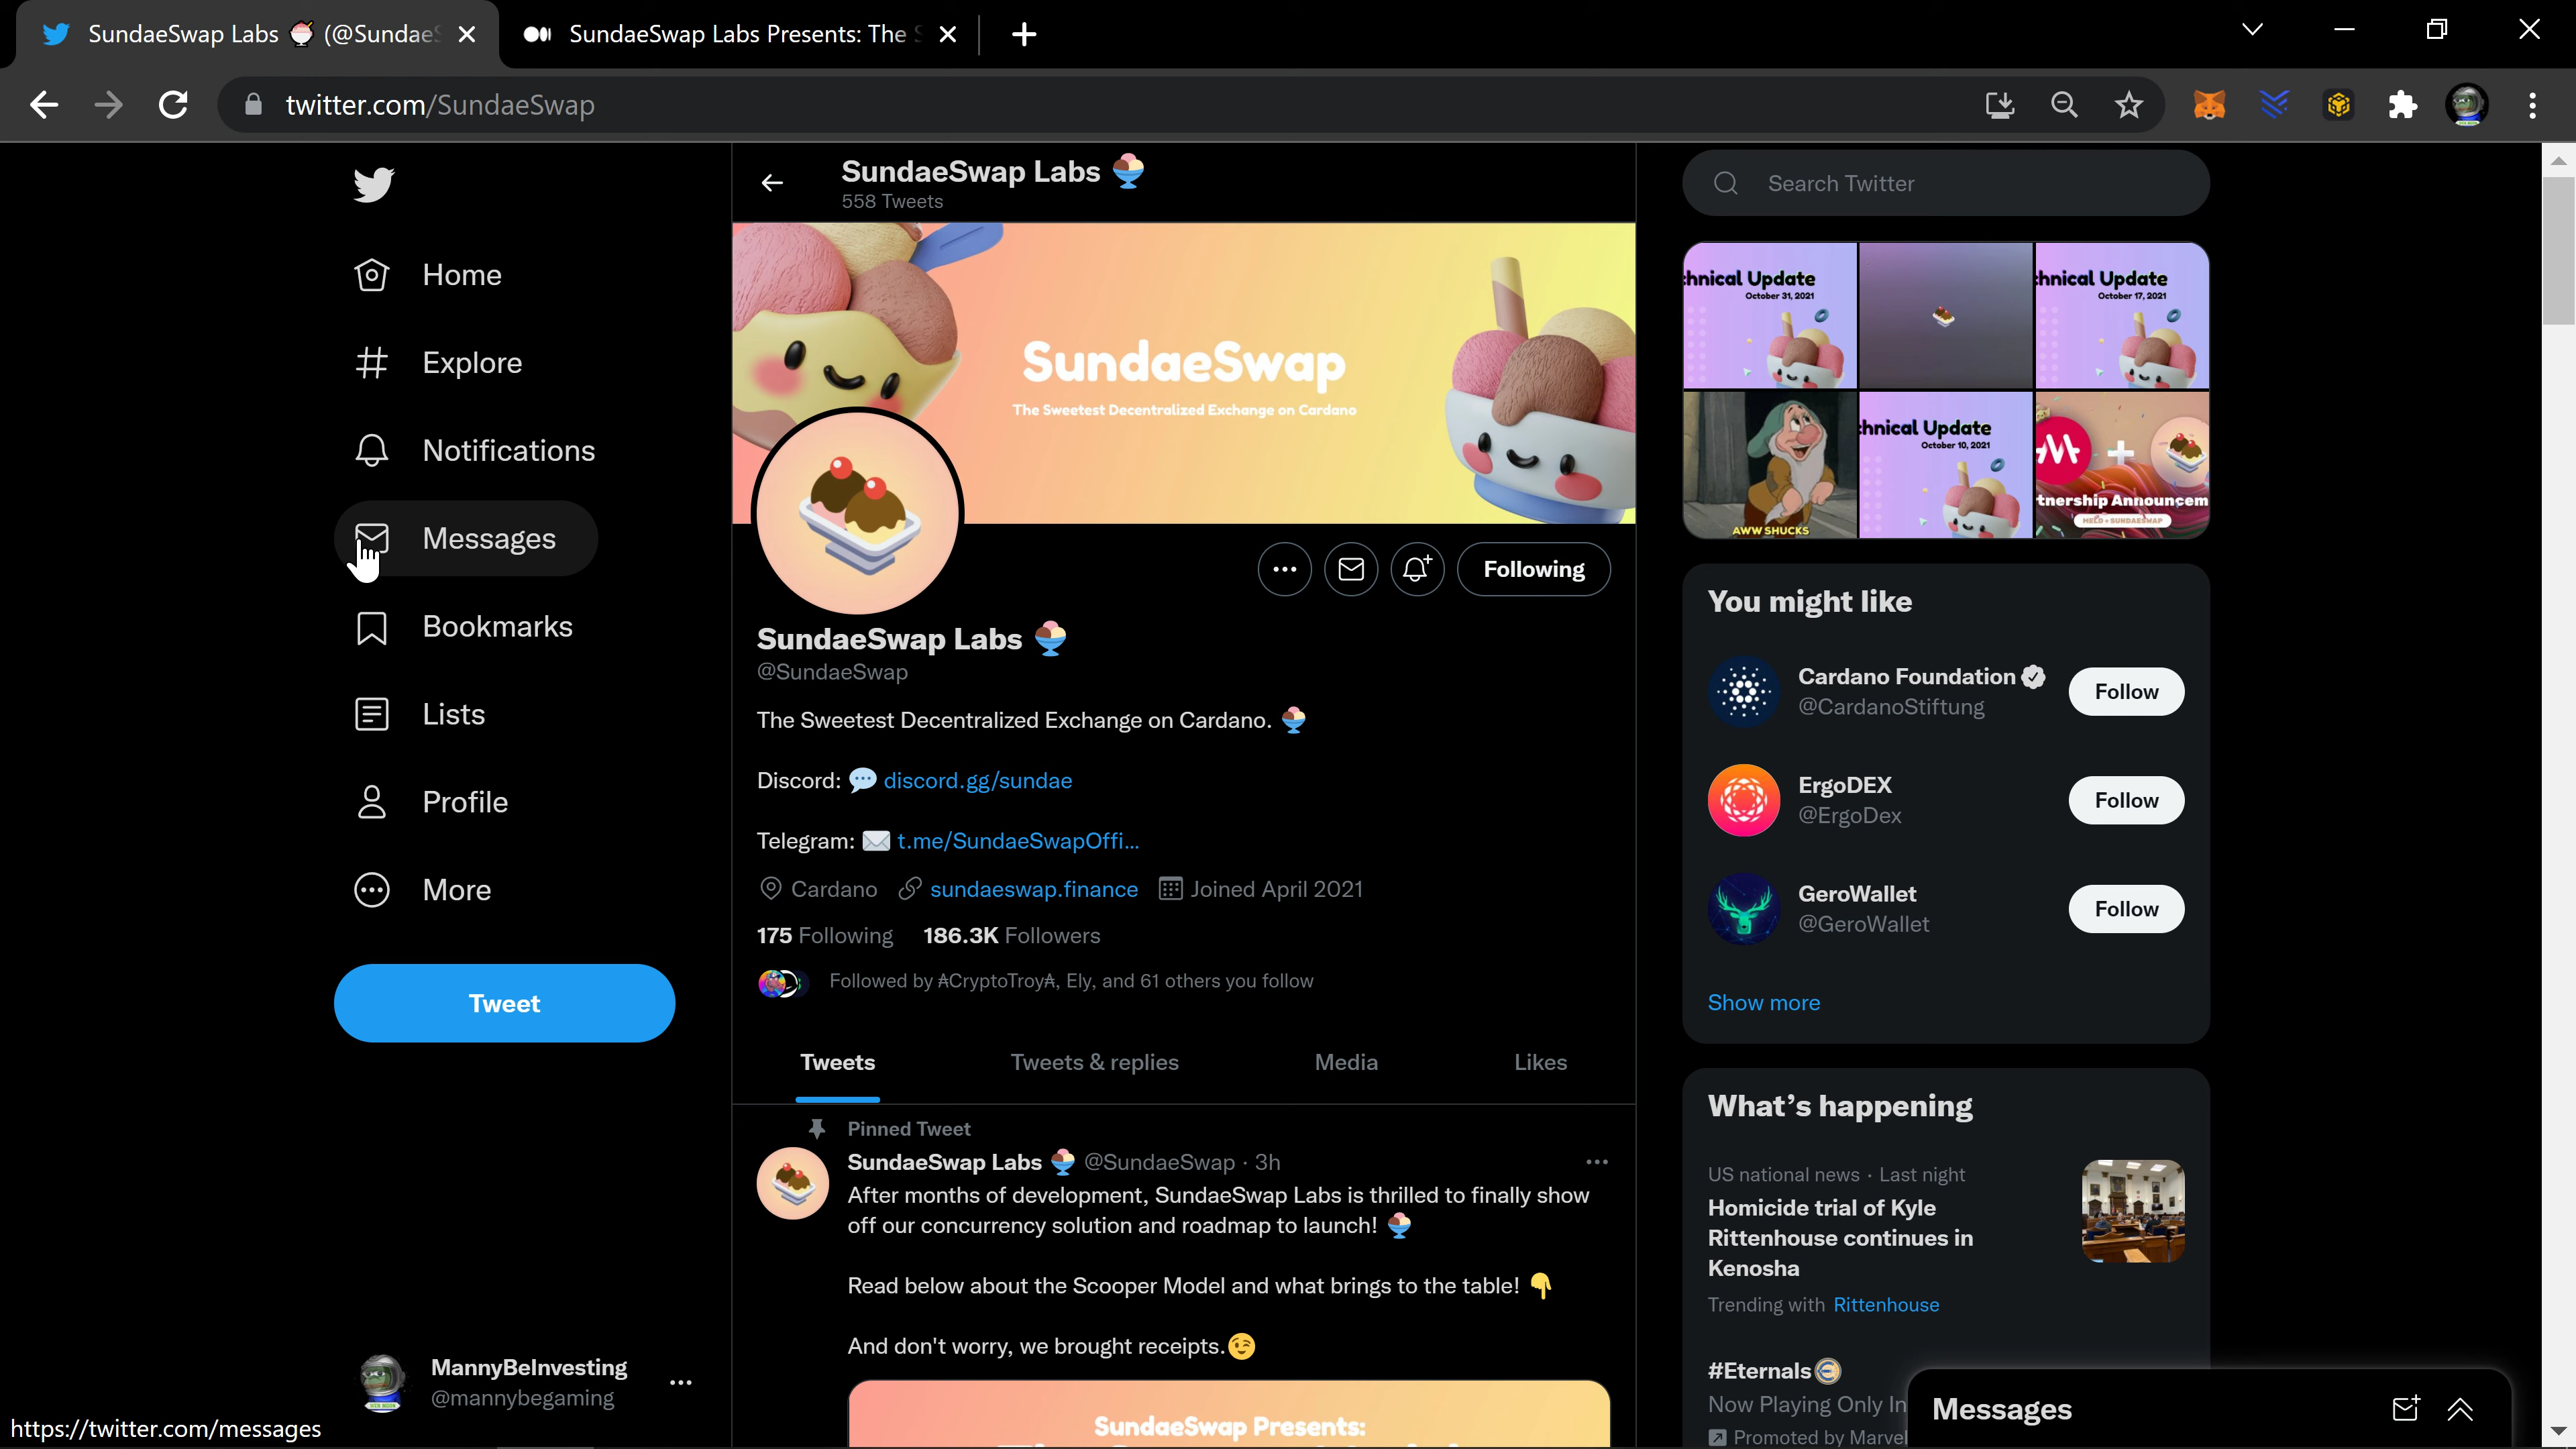 SundaeSwap Labs (@Sundae
SundaeSwap Labs Presents: The
twitter.com/SundaeSwap
Home
Explore
Notifications
Messages
Bookmarks
Lists
Profile
More
Tweet
MannyBeInvesting
@mannybegaming
https://twitter.com/messages
SundaeSwap Labs
558 Tweets
SundaeSwap
The Sweetest Decentralized Exchange on Cardano
Following
SundaeSwap Labs
@SundaeSwap
The Sweetest Decentralized Exchange on Cardano.
Discord: discord.gg/sundae
Telegram: t.me/SundaeSwapOffi...
Cardano sundaeswap.finance Joined April 2021
175 Following 186.3K Followers
Followed by ₳CryptoTroy₳, Ely, and 61 others you follow
Tweets Tweets & replies Media Likes
Pinned Tweet
SundaeSwap Labs @SundaeSwap · 3h
After months of development, SundaeSwap Labs is thrilled to finally show
off our concurrency solution and roadmap to launch!
Read below about the Scooper Model and what brings to the table!
And don't worry, we brought receipts.
SundaeSwap Presents:
Search Twitter
hnical Update
October 31, 2021
hnical Update
October 17, 2021
AWW SHUCKS
hnical Update
October 10, 2021
tnership Announcem
MELD + SUNDAESWAP
You might like
Cardano Foundation
@CardanoStiftung
Follow
ErgoDEX
@ErgoDex
Follow
GeroWallet
@GeroWallet
Follow
Show more
What's happening
US national news · Last night
Homicide trial of Kyle
Rittenhouse continues in
Kenosha
Trending with Rittenhouse
#Eternals
Now Playing Only In
Promoted by Marvel
Messages